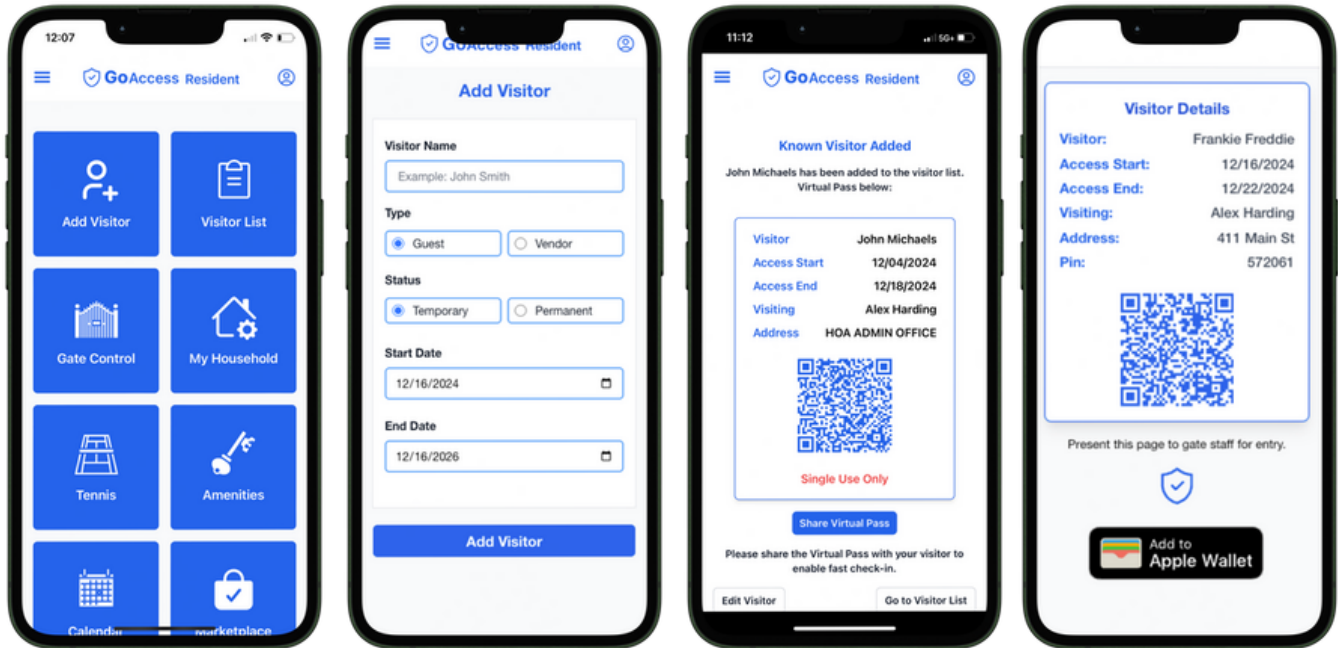 12:07
GoAccess Resident
Add Visitor
Visitor List
Gate Control
My Household
Tennis
Amenities
Calendar
Marketplace
GoAccess Resident
Add Visitor
Visitor Name
Example: John Smith
Type
Guest
Vendor
Status
Temporary
Permanent
Start Date
12/16/2024
End Date
12/16/2026
Add Visitor
11:12
5G+
GoAccess Resident
Known Visitor Added
John Michaels has been added to the visitor list.
Virtual Pass below:
Visitor John Michaels
Access Start 12/04/2024
Access End 12/18/2024
Visiting Alex Harding
Address HOA ADMIN OFFICE
Single Use Only
Share Virtual Pass
Please share the Virtual Pass with your visitor to
enable fast check-in.
Edit Visitor
Go to Visitor List
Visitor Details
Visitor: Frankie Freddie
Access Start: 12/16/2024
Access End: 12/22/2024
Visiting: Alex Harding
Address: 411 Main St
Pin: 572061
Present this page to gate staff for entry.
Add to
Apple Wallet